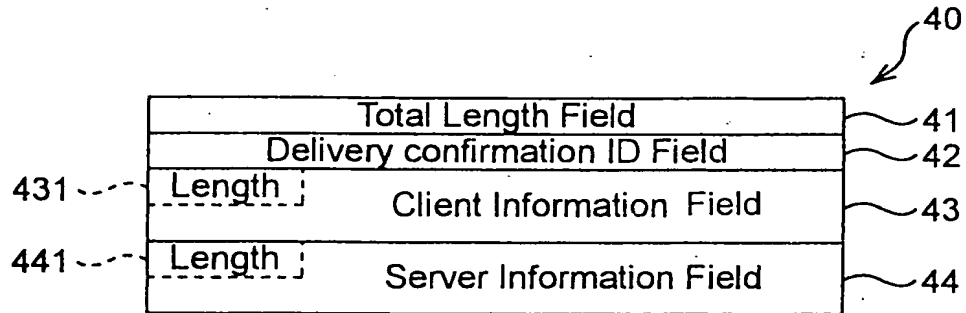 40
Total Length Field 41
Delivery confirmation ID Field 42
431 Length Client Information Field 43
441 Length Server Information Field 44